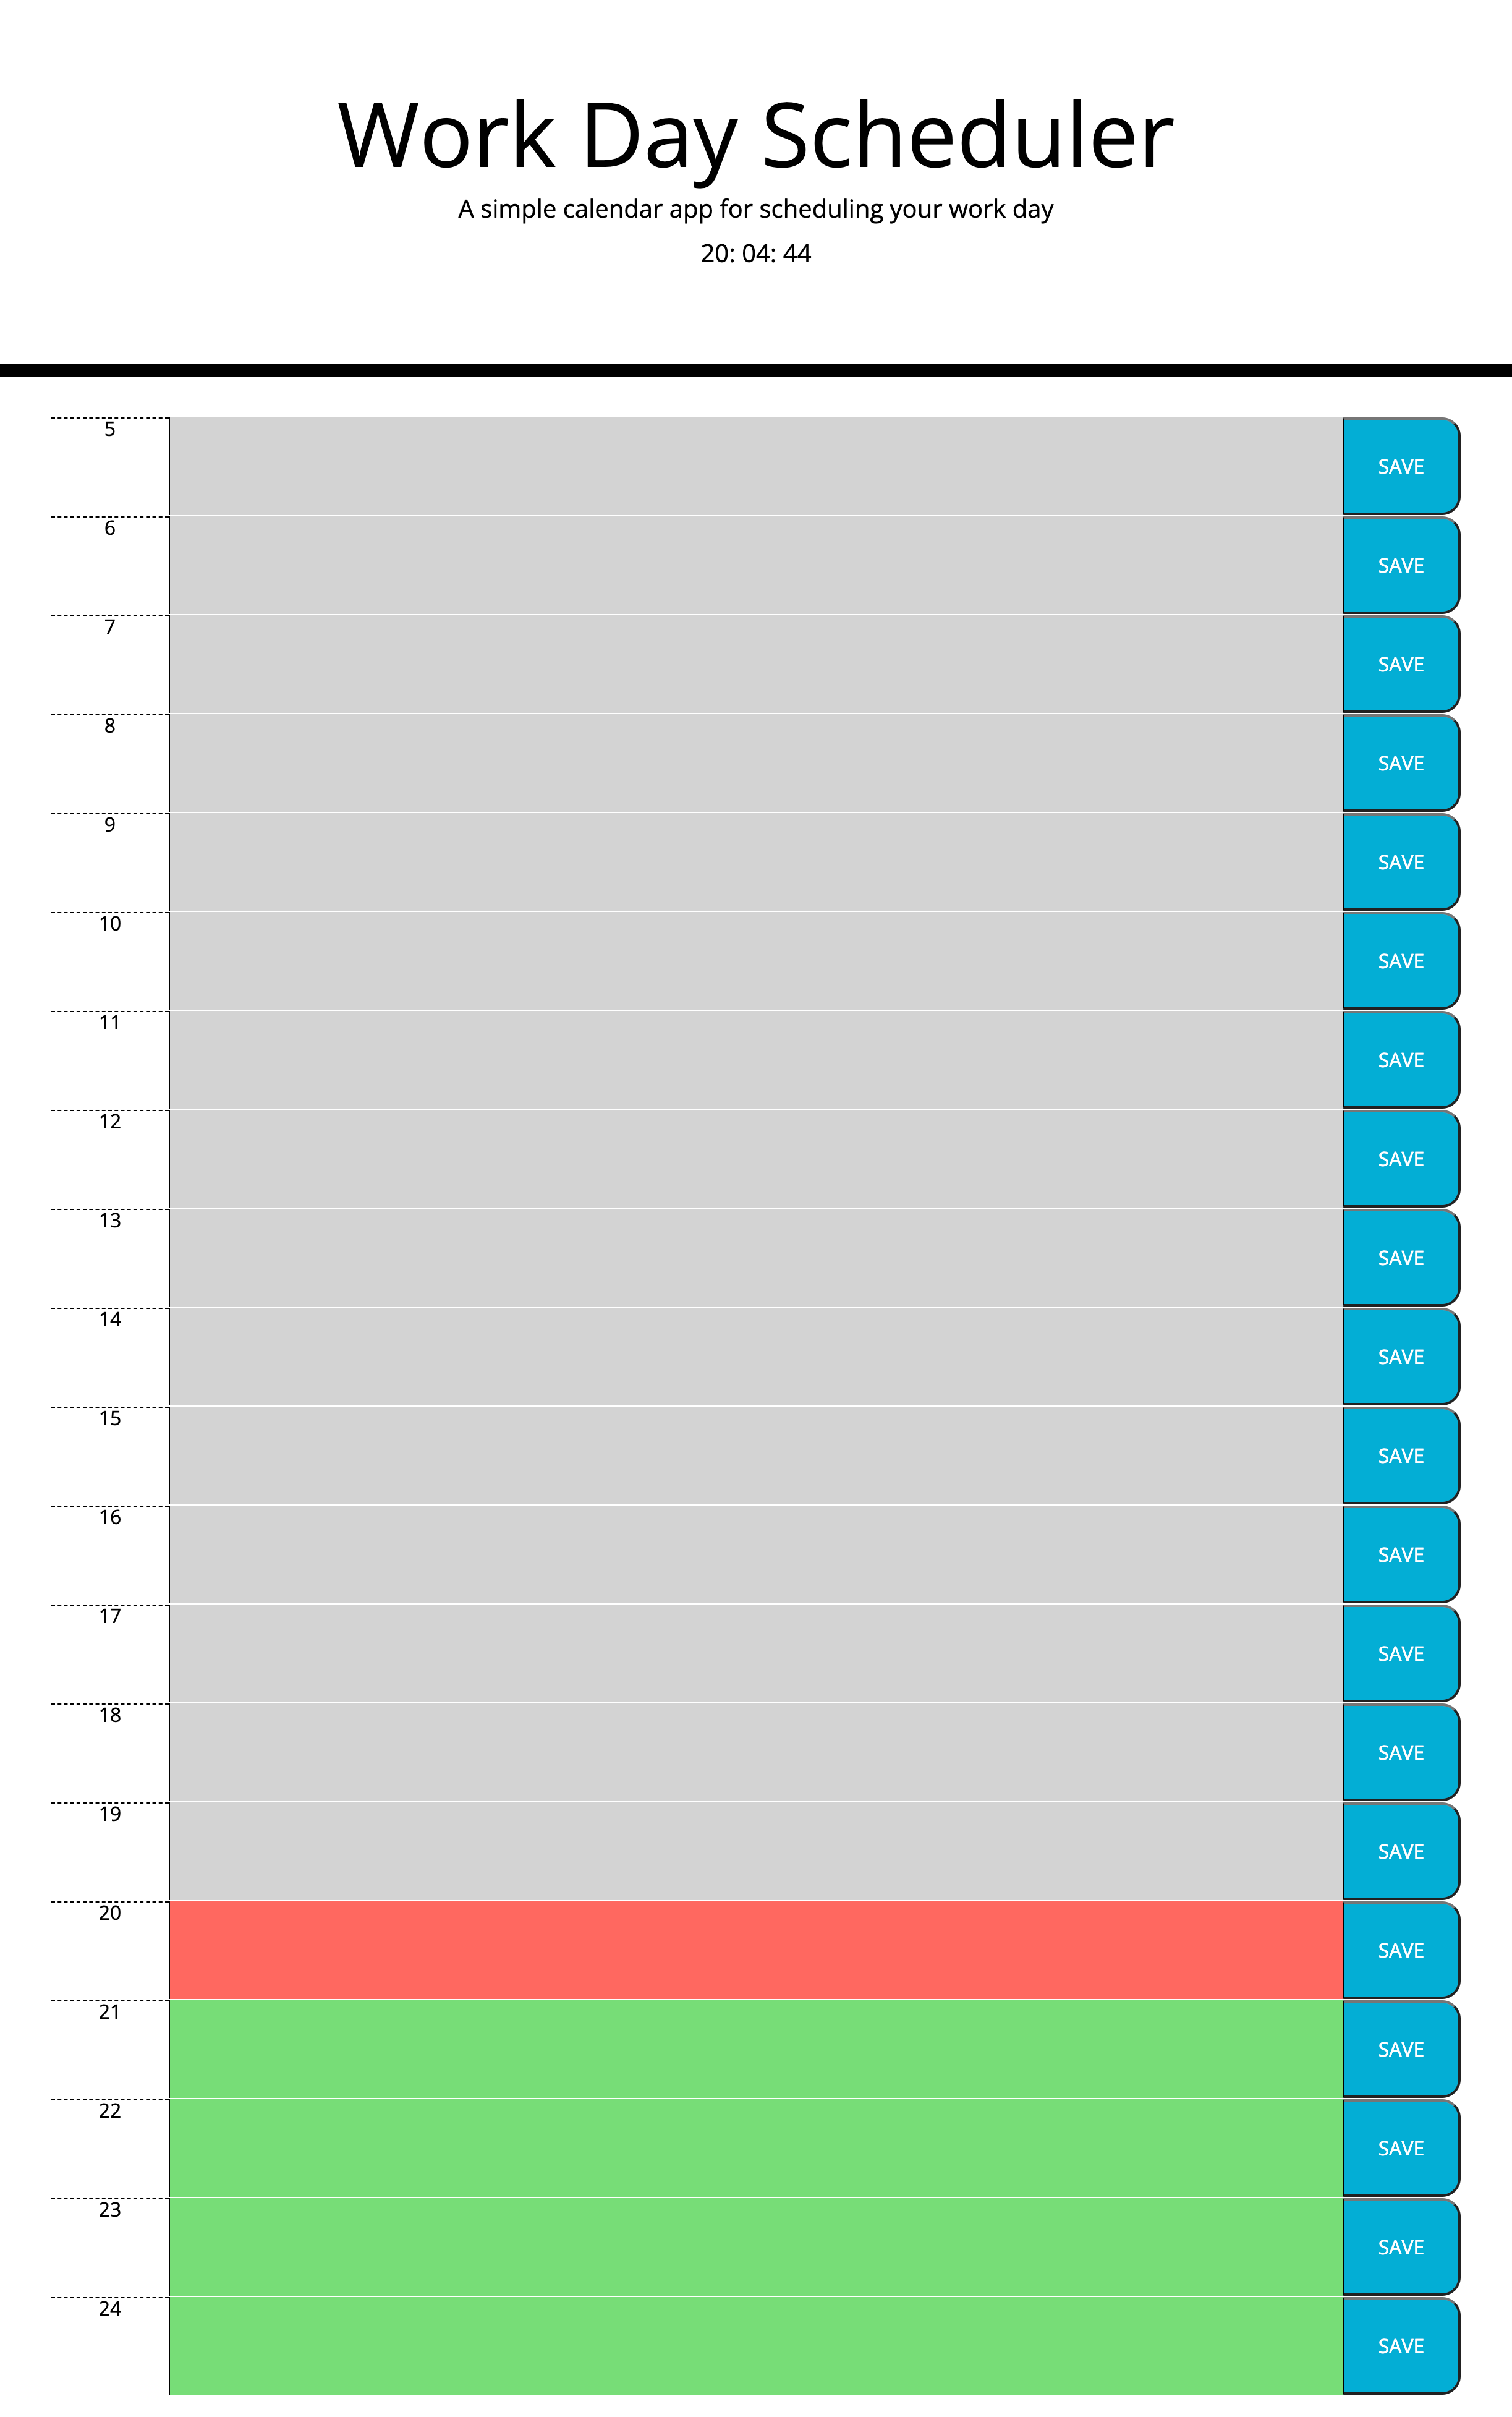 Work Day Scheduler
A simple calendar app for scheduling your work day
20: 04: 44
5 SAVE
6 SAVE
7 SAVE
8 SAVE
9 SAVE
10 SAVE
11 SAVE
12 SAVE
13 SAVE
14 SAVE
15 SAVE
16 SAVE
17 SAVE
18 SAVE
19 SAVE
20 SAVE
21 SAVE
22 SAVE
23 SAVE
24 SAVE